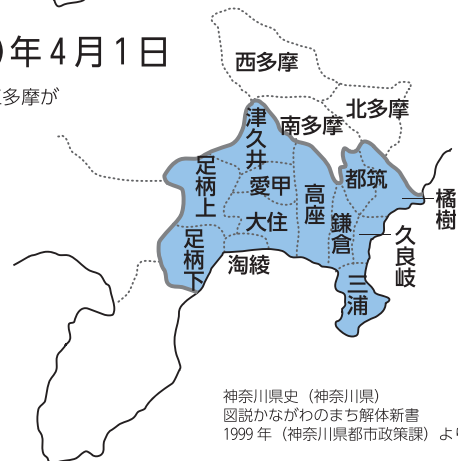 年4月1日
多摩が
西多摩
北多摩
南多摩
津久井
足柄上
愛甲
高座
都筑
橘樹
大住
鎌倉
久良岐
足柄下
淘綾
三浦
神奈川県史（神奈川県）
図説かながわのまち解体新書
1999年（神奈川県都市政策課）より